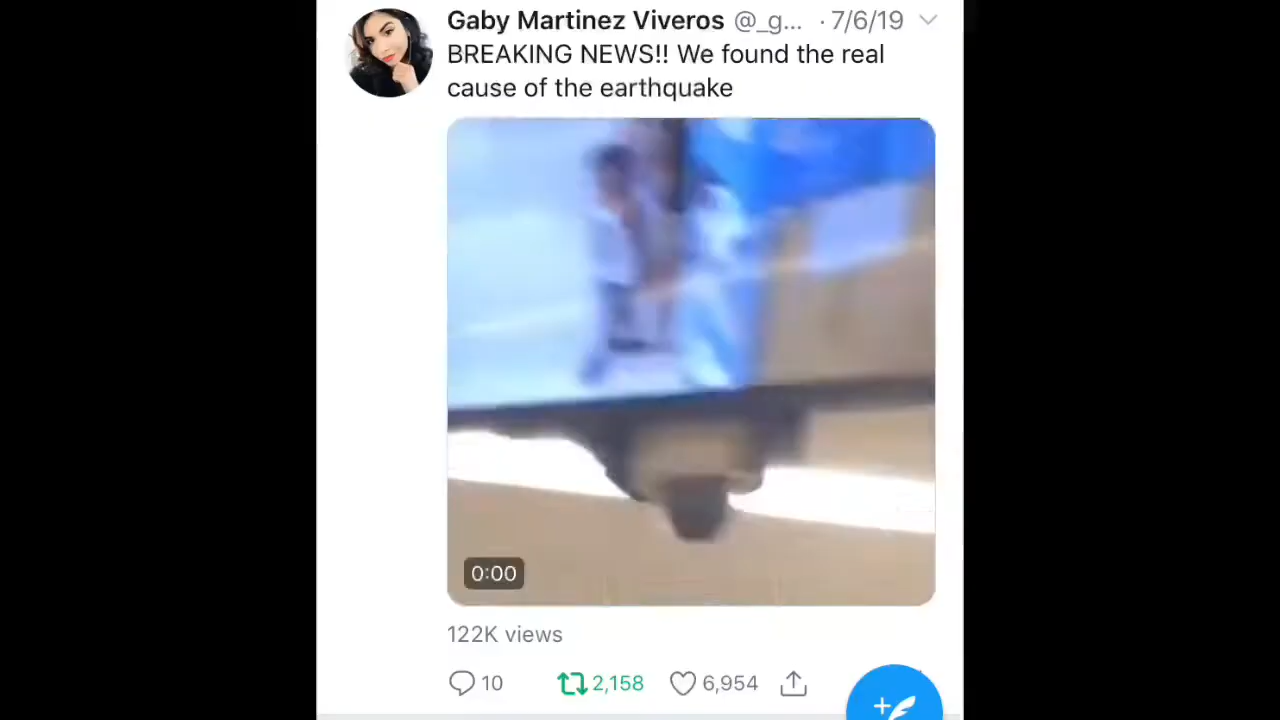 Gaby Martinez Viveros @_g... · 7/6/19
BREAKING NEWS!! We found the real
cause of the earthquake
0:00
122K views
10 2,158 6,954